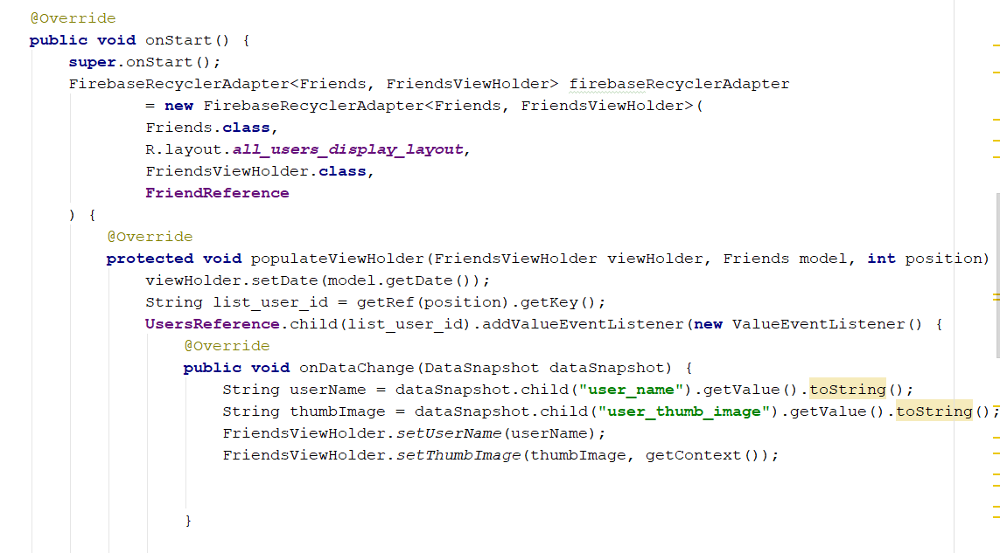 @Override
public void onStart() {
super.onStart();
FirebaseRecyclerAdapter<Friends, FriendsViewHolder> firebaseRecyclerAdapter
= new FirebaseRecyclerAdapter<Friends, FriendsViewHolder>(
Friends.class,
R.layout.all_users_display_layout,
FriendsViewHolder.class,
FriendReference
) {
@Override
protected void populateViewHolder(FriendsViewHolder viewHolder, Friends model, int position)
viewHolder.setDate(model.getDate());
String list_user_id = getRef(position).getKey();
UsersReference.child(list_user_id).addValueEventListener(new ValueEventListener() {
@Override
public void onDataChange(DataSnapshot dataSnapshot) {
String userName = dataSnapshot.child("user_name").getValue().toString();
String thumbImage = dataSnapshot.child("user_thumb_image").getValue().toString();
FriendsViewHolder.setUserName(userName);
FriendsViewHolder.setThumbImage(thumbImage, getContext());
}